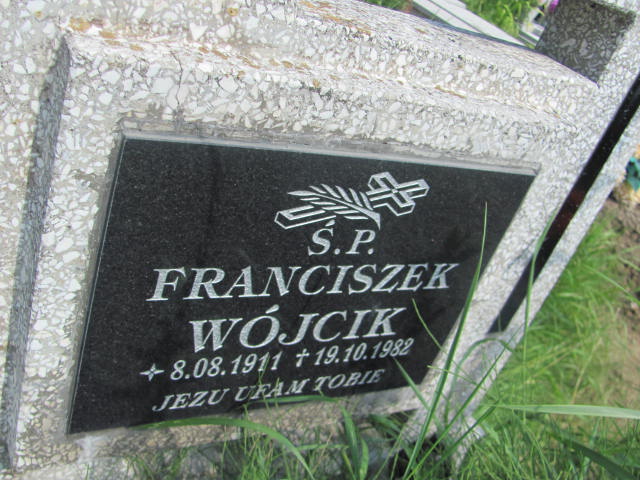 Ś.P.
FRANCISZEK
WÓJCIK
✦ 8.08.1911 † 19.10.1982
JEZU UFAM TOBIE